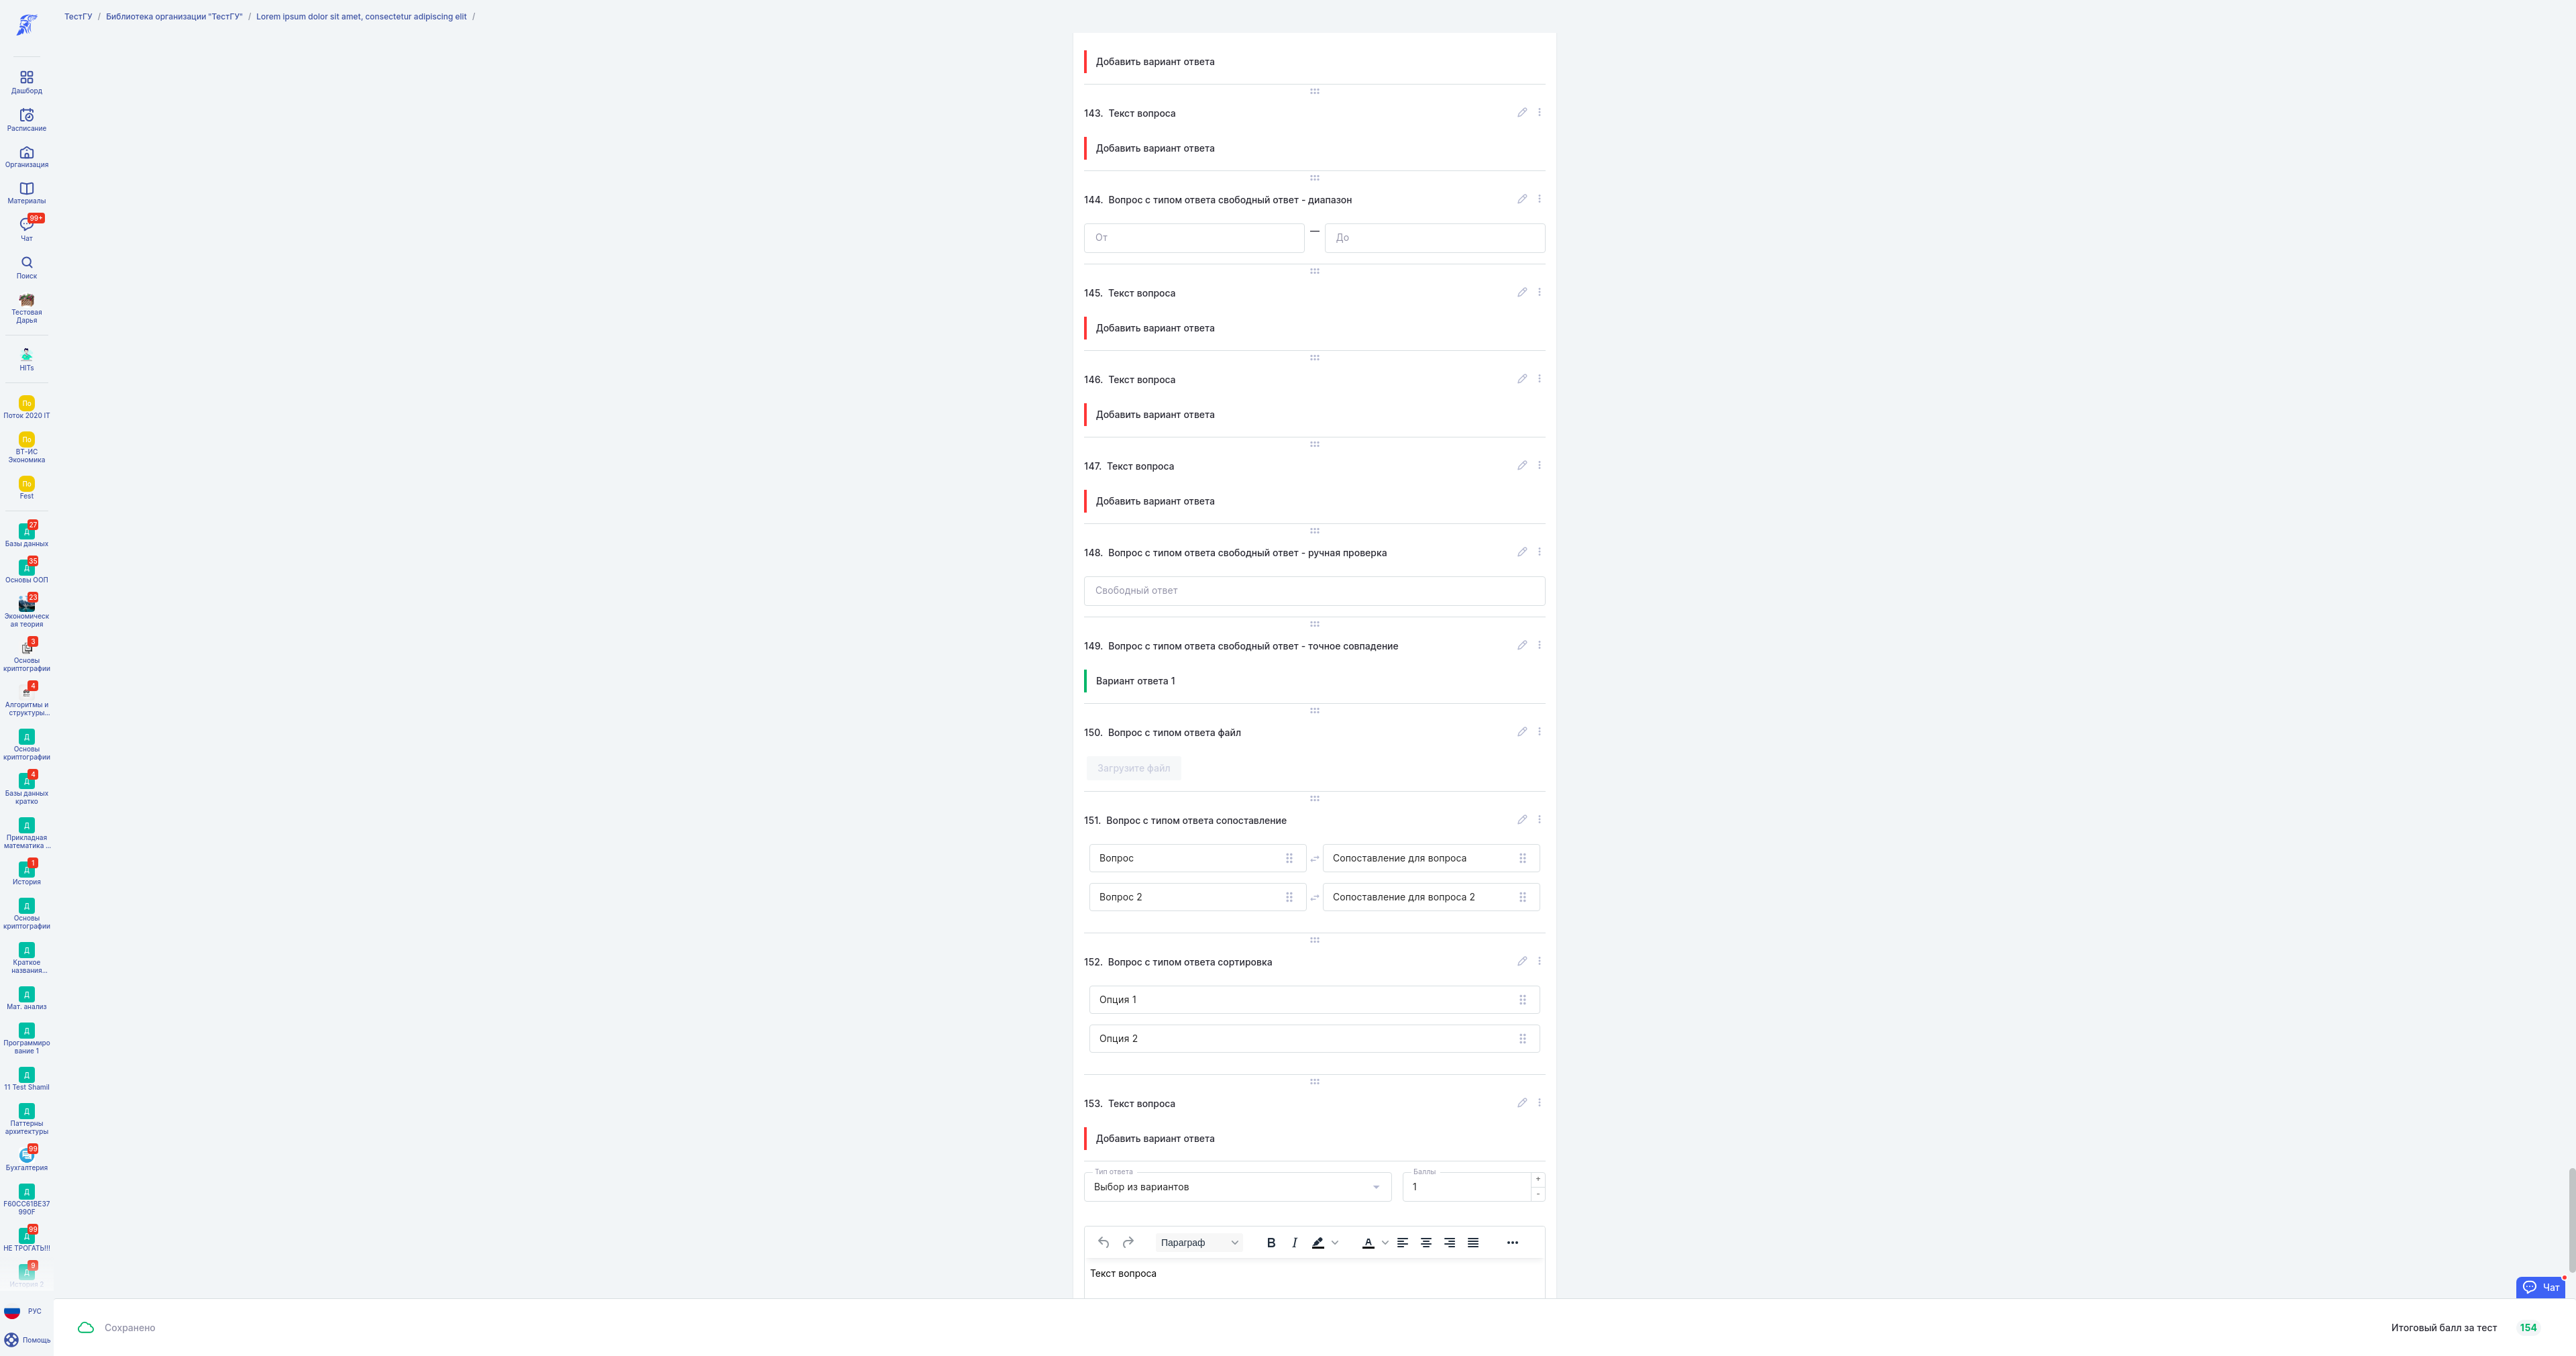 ТестГУ / Библиотека организации "ТестГУ" / Lorem ipsum dolor sit amet, consectetur adipiscing elit /
Дашборд
Расписание
Организация
Материалы
99+
Чат
Поиск
Тестовая
Дарья
HITs
По
Поток 2020 IT
По
ВТ-ИС
Экономика
По
Fest
27
Д
Базы данных
35
Д
Основы ООП
23
Экономическ
ая теория
3
Основы
криптографии
4
Алгоритмы и
структуры...
Д
Основы
криптографии
4
Д
Базы данных
кратко
Д
Прикладная
математика ...
1
Д
История
Д
Основы
криптографии
Д
Краткое
названия...
Д
Мат. анализ
Д
Программиро
вание 1
Д
11 Test Shamil
Д
Паттерны
архитектуры
99
Бухгалтерия
Д
F60CC61BE37
990F
99
Д
НЕ ТРОГАТЬ!!!
9
Д
История 2
РУС
Помощь
Добавить вариант ответа
143. Текст вопроса
Добавить вариант ответа
144. Вопрос с типом ответа свободный ответ - диапазон
От — До
145. Текст вопроса
Добавить вариант ответа
146. Текст вопроса
Добавить вариант ответа
147. Текст вопроса
Добавить вариант ответа
148. Вопрос с типом ответа свободный ответ - ручная проверка
Свободный ответ
149. Вопрос с типом ответа свободный ответ - точное совпадение
Вариант ответа 1
150. Вопрос с типом ответа файл
Загрузите файл
151. Вопрос с типом ответа сопоставление
Вопрос Сопоставление для вопроса
Вопрос 2 Сопоставление для вопроса 2
152. Вопрос с типом ответа сортировка
Опция 1
Опция 2
153. Текст вопроса
Добавить вариант ответа
Тип ответа Баллы
Выбор из вариантов 1 + -
Параграф B I A
Текст вопроса
Чат
Сохранено Итоговый балл за тест 154